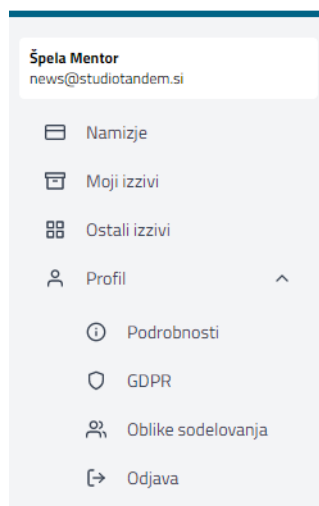 Špela Mentor
news@studiotandem.si
Namizje
Moji izzivi
Ostali izzivi
Profil
Podrobnosti
GDPR
Oblike sodelovanja
Odjava